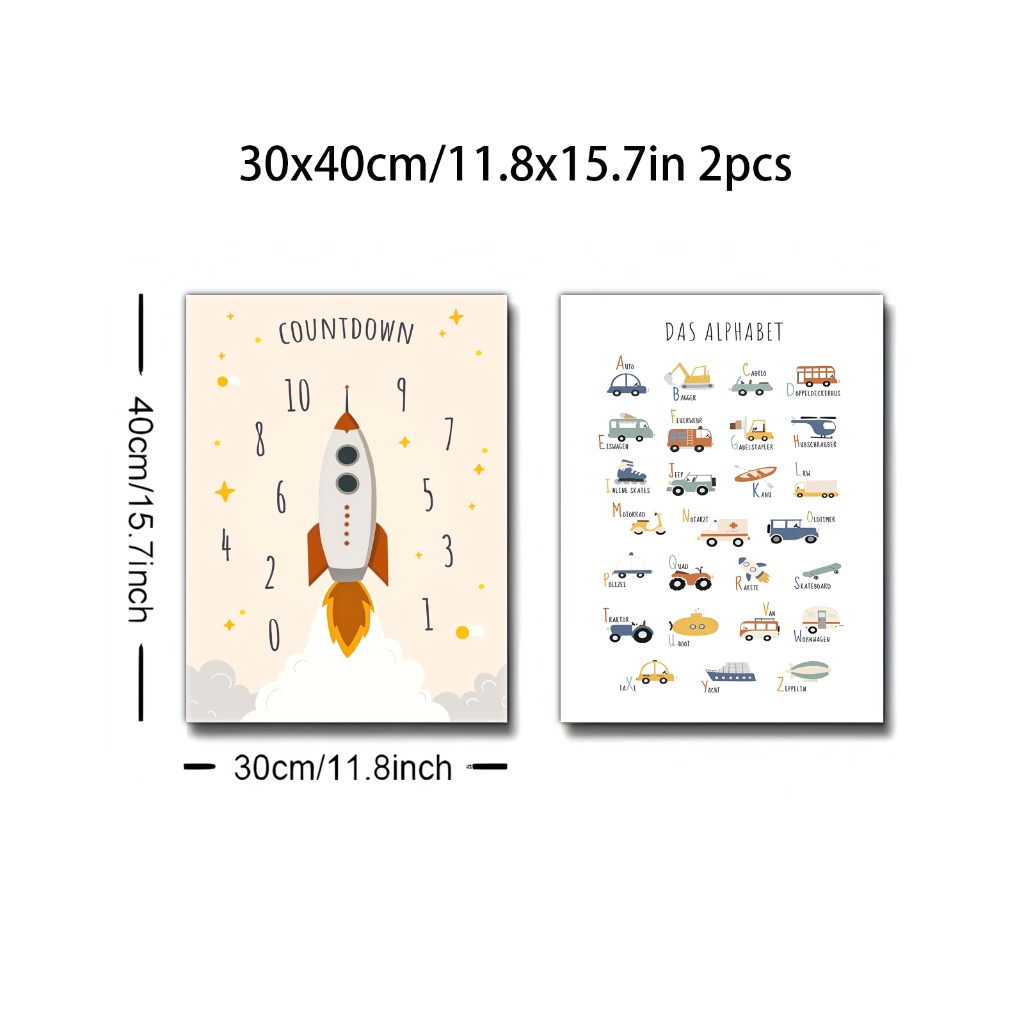 30x40cm/11.8x15.7in 2pcs
COUNTDOWN
10
9
8
7
6
5
4
3
2
1
0
40cm/15.7inch
30cm/11.8inch
DAS ALPHABET
AUTO
BAGGER
CABRIO
DOPPELDECKERBUS
EISWAGEN
FEUERWEHR
GABELSTAPLER
HUBSCHRAUBER
INLINE SKATES
JEEP
KANU
LKW
MOTORRAD
NOTARZT
OLDTIMER
POLIZEI
QUAD
RAKETE
SKATEBOARD
TRAKTOR
U-BOOT
VAN
WOHNWAGEN
TAXI
YACHT
ZEPPELIN